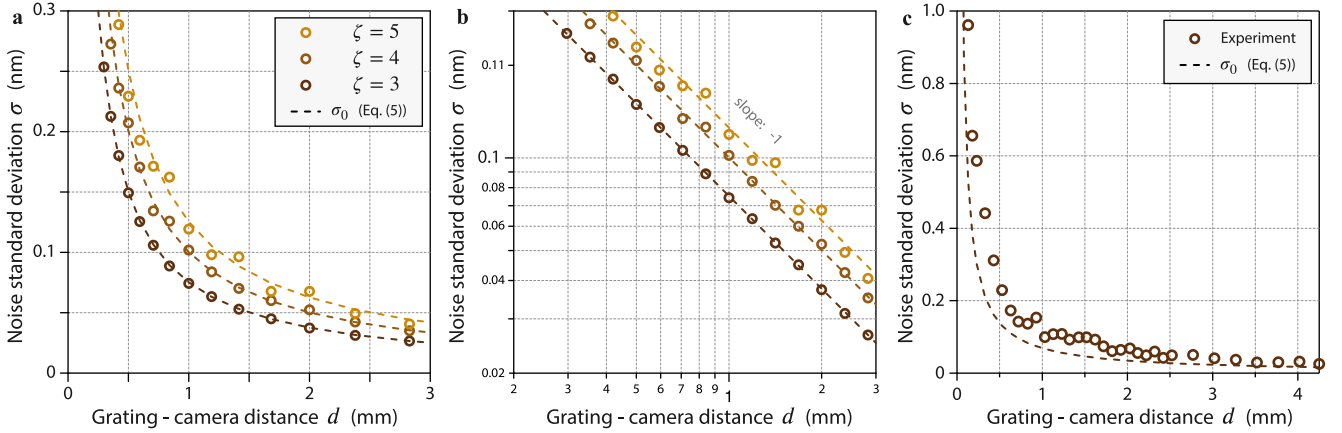 a
Noise standard deviation σ (nm)
0.3
0.2
0.1
0
0
1
2
3
Grating - camera distance d (mm)
ζ = 5
ζ = 4
ζ = 3
σ0 (Eq. (5))
b
Noise standard deviation σ (nm)
0.11
0.1
0.08
0.06
0.04
0.02
2
3
4
5
6
7
8
9
1
2
3
Grating - camera distance d (mm)
slope: -1
c
Noise standard deviation σ (nm)
1.0
0.8
0.6
0.4
0.2
0
0
1
2
3
4
Grating - camera distance d (mm)
Experiment
σ0 (Eq. (5))